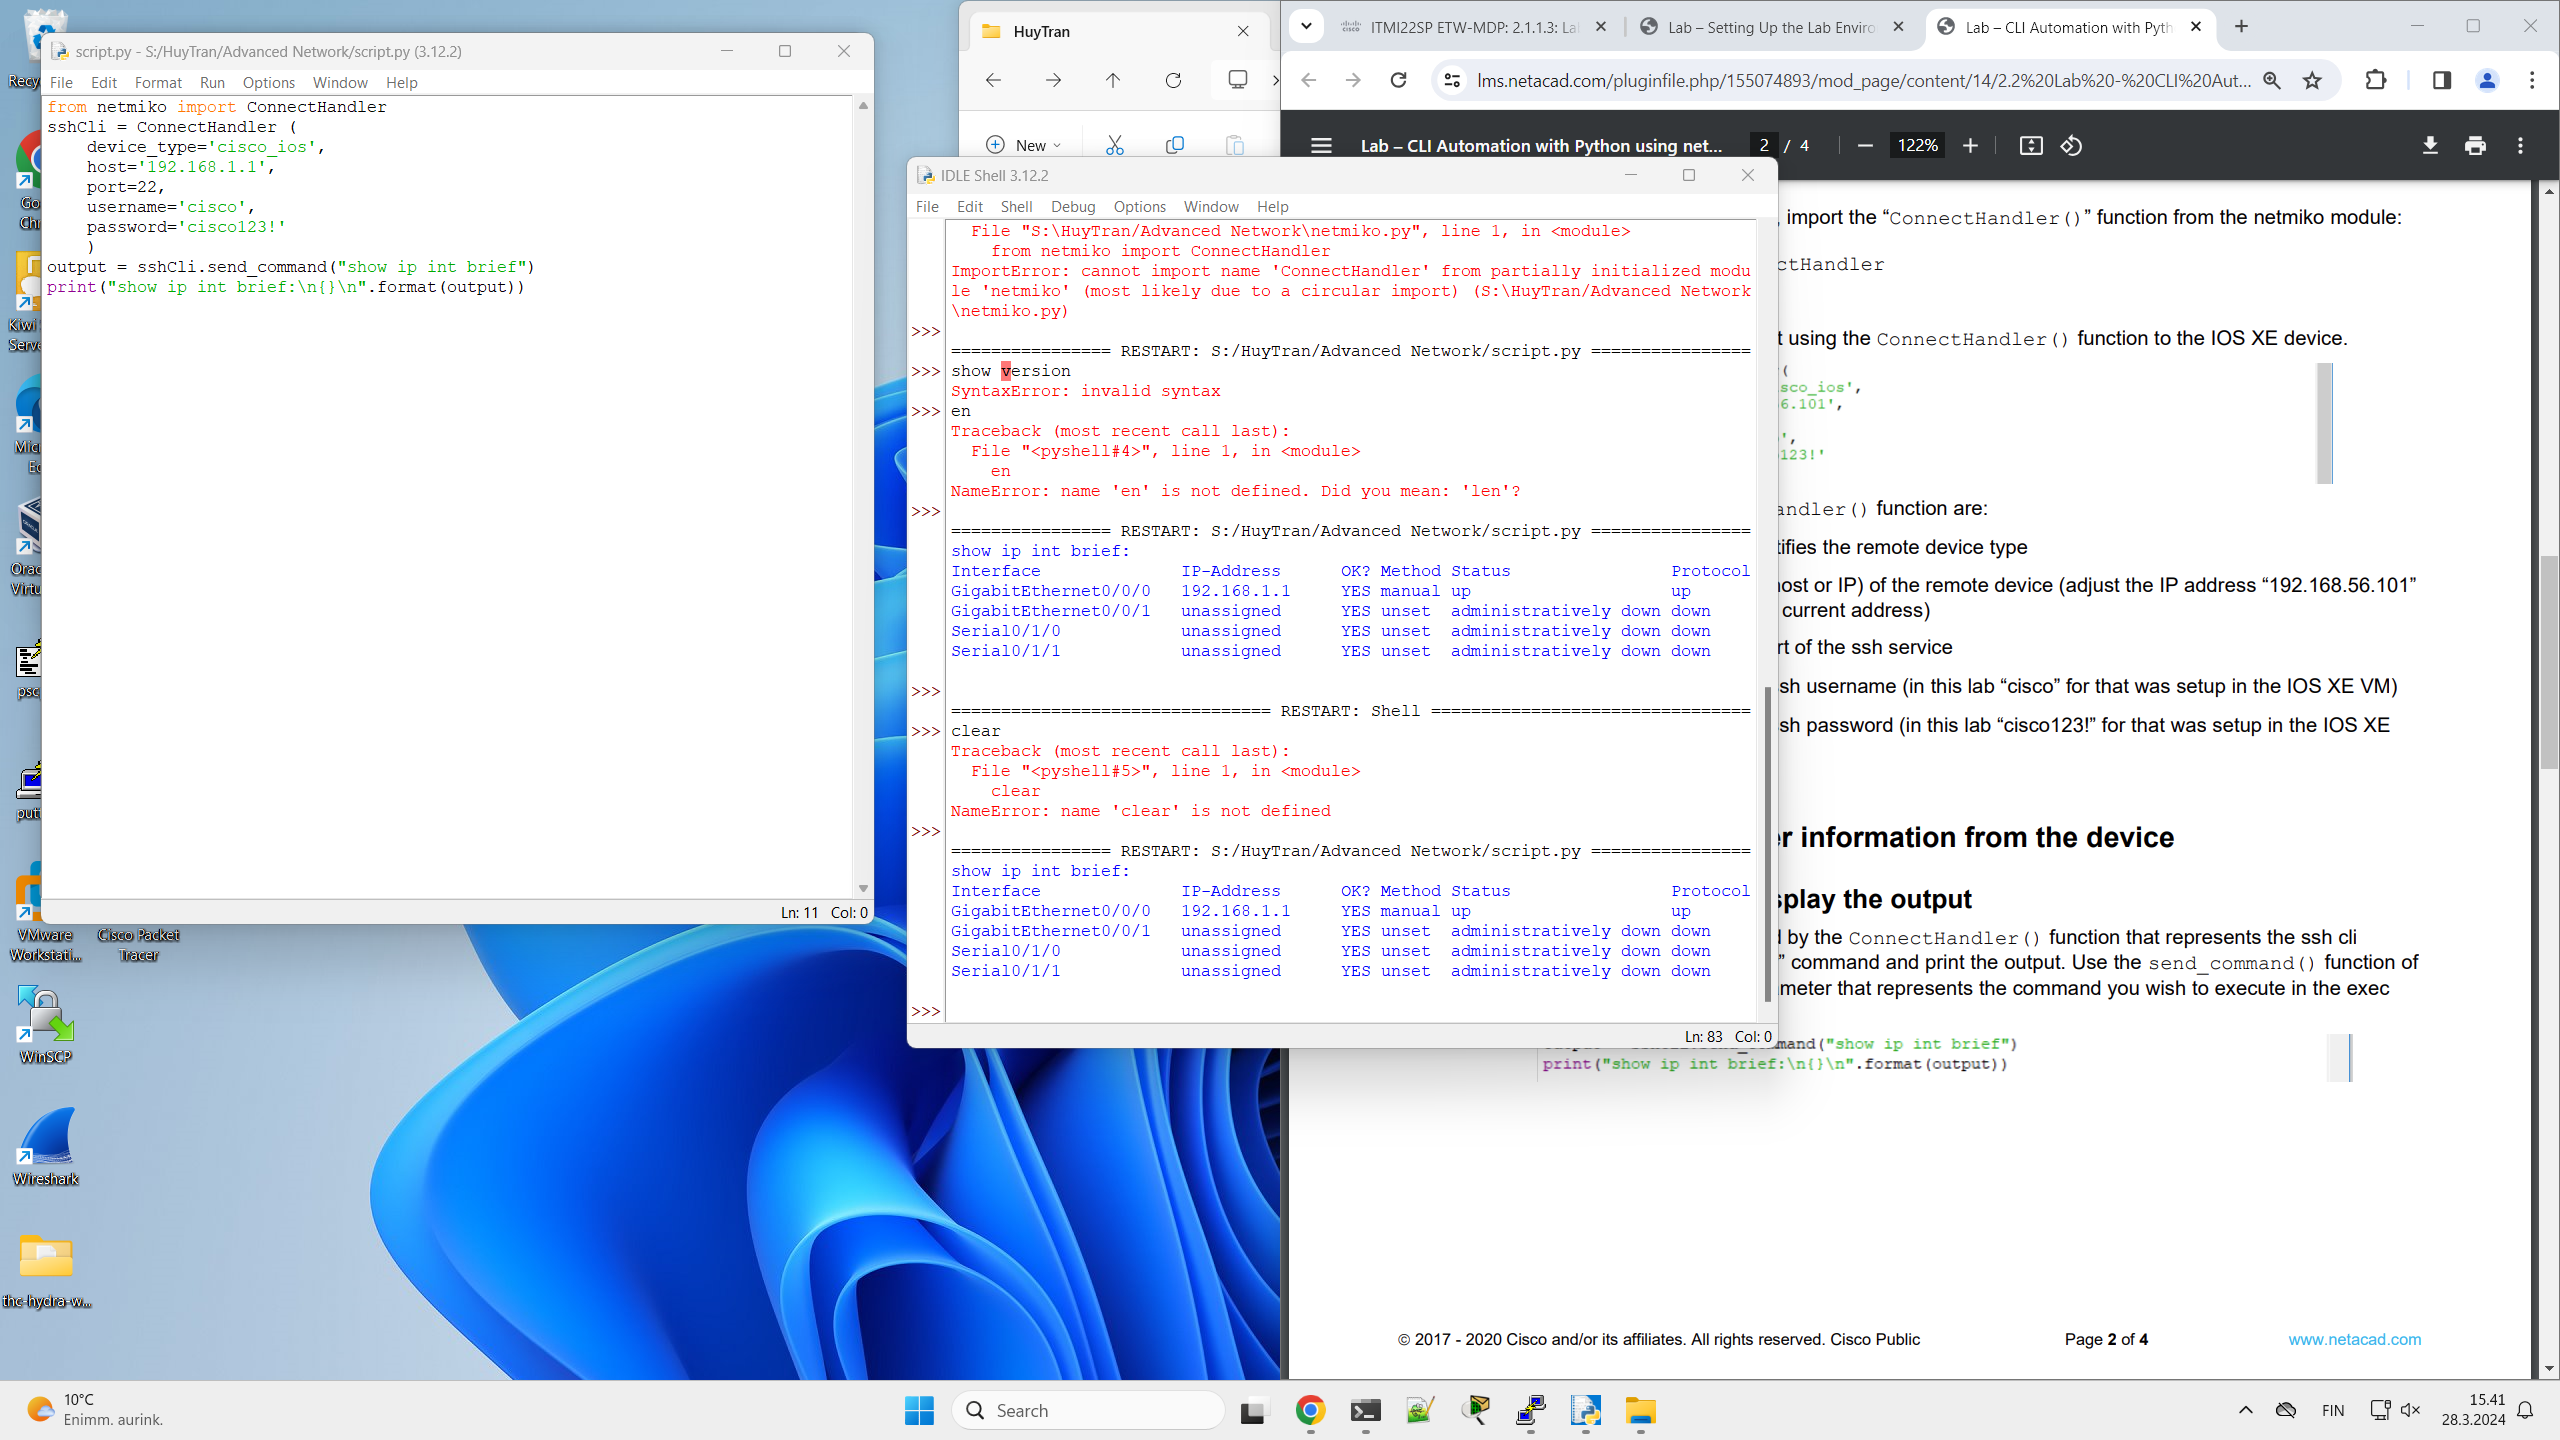 script.py - S:/HuyTran/Advanced Network/script.py (3.12.2)
File Edit Format Run Options Window Help
from netmiko import ConnectHandler
sshCli = ConnectHandler (
    device_type='cisco_ios',
    host='192.168.1.1',
    port=22,
    username='cisco',
    password='cisco123!'
    )
output = sshCli.send_command("show ip int brief")
print("show ip int brief:\n{}\n".format(output))
Ln: 11 Col: 0
VMware Workstati...
Cisco Packet Tracer
WinSCP
Wireshark
thc-hydra-w...
HuyTran
New
IDLE Shell 3.12.2
File Edit Shell Debug Options Window Help
  File "S:\HuyTran/Advanced Network\netmiko.py", line 1, in <module>
    from netmiko import ConnectHandler
ImportError: cannot import name 'ConnectHandler' from partially initialized modu
le 'netmiko' (most likely due to a circular import) (S:\HuyTran/Advanced Network
\netmiko.py)
>>>
================ RESTART: S:/HuyTran/Advanced Network/script.py ================
>>> show version
SyntaxError: invalid syntax
>>> en
Traceback (most recent call last):
  File "<pyshell#4>", line 1, in <module>
    en
NameError: name 'en' is not defined. Did you mean: 'len'?
>>>
================ RESTART: S:/HuyTran/Advanced Network/script.py ================
show ip int brief:
Interface              IP-Address      OK? Method Status                Protocol
GigabitEthernet0/0/0   192.168.1.1     YES manual up                    up
GigabitEthernet0/0/1   unassigned      YES unset  administratively down down
Serial0/1/0            unassigned      YES unset  administratively down down
Serial0/1/1            unassigned      YES unset  administratively down down
>>>
================================ RESTART: Shell ================================
>>> clear
Traceback (most recent call last):
  File "<pyshell#5>", line 1, in <module>
    clear
NameError: name 'clear' is not defined
>>>
================ RESTART: S:/HuyTran/Advanced Network/script.py ================
show ip int brief:
Interface              IP-Address      OK? Method Status                Protocol
GigabitEthernet0/0/0   192.168.1.1     YES manual up                    up
GigabitEthernet0/0/1   unassigned      YES unset  administratively down down
Serial0/1/0            unassigned      YES unset  administratively down down
Serial0/1/1            unassigned      YES unset  administratively down down
>>>
Ln: 83 Col: 0
ITMI22SP ETW-MDP: 2.1.1.3: La
Lab – Setting Up the Lab Enviro
Lab – CLI Automation with Pyth
lms.netacad.com/pluginfile.php/155074893/mod_page/content/14/2.2%20Lab%20-%20CLI%20Aut...
Lab – CLI Automation with Python using net... 2 / 4 122%
, import the “ConnectHandler()” function from the netmiko module:
ctHandler
t using the ConnectHandler() function to the IOS XE device.
(
sco_ios',
6.101',
',
123!'
andler() function are:
tifies the remote device type
host or IP) of the remote device (adjust the IP address “192.168.56.101”
current address)
rt of the ssh service
sh username (in this lab “cisco” for that was setup in the IOS XE VM)
sh password (in this lab “cisco123!” for that was setup in the IOS XE
r information from the device
splay the output
d by the ConnectHandler() function that represents the ssh cli
” command and print the output. Use the send_command() function of
meter that represents the command you wish to execute in the exec
mand("show ip int brief")
print("show ip int brief:\n{}\n".format(output))
© 2017 - 2020 Cisco and/or its affiliates. All rights reserved. Cisco Public
Page 2 of 4
www.netacad.com
10°C
Enimm. aurink.
Search
FIN
15.41
28.3.2024